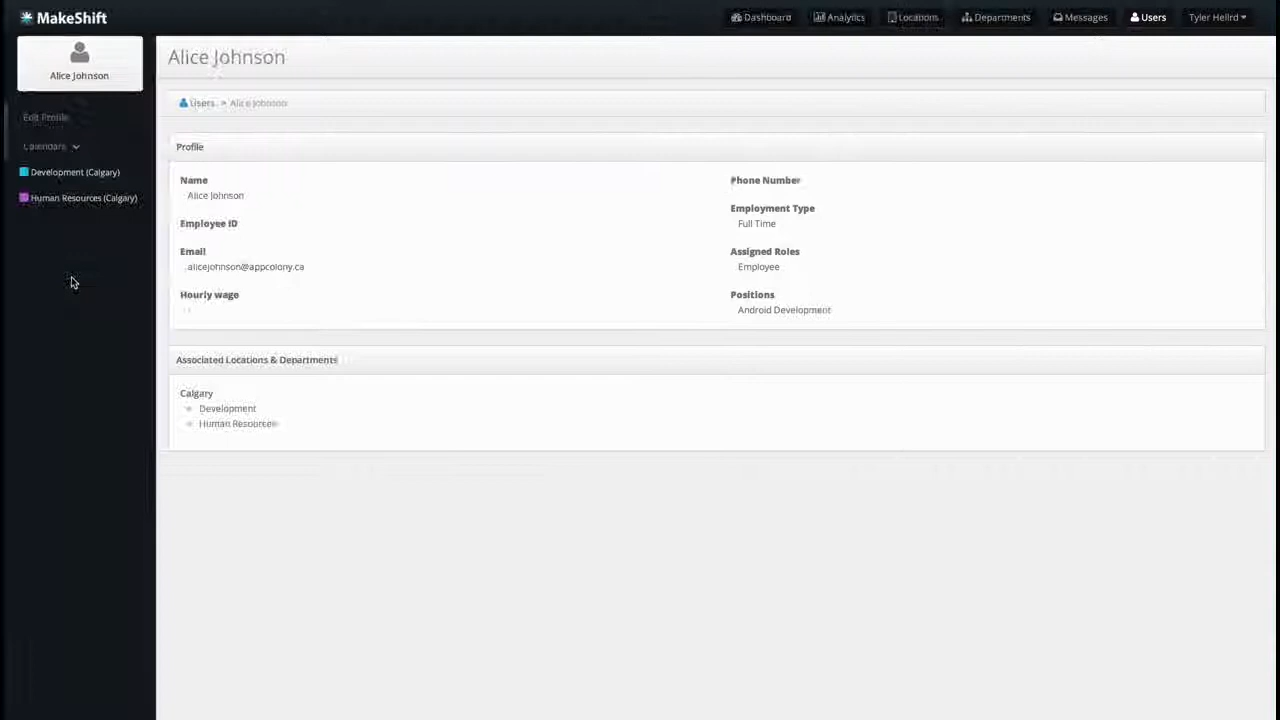 MakeShift
Dashboard
Analytics
Locations
Departments
Messages
Users
Tyler Hellrd
Alice Johnson
Edit Profile
Calendars
Development (Calgary)
Human Resources (Calgary)
Alice Johnson
Users > Alice Johnson
Profile
Name
Alice Johnson
Employee ID
Email
alicejohnson@appcolony.ca
Hourly wage
Phone Number
Employment Type
Full Time
Assigned Roles
Employee
Positions
Android Development
Associated Locations & Departments
Calgary
Development
Human Resources